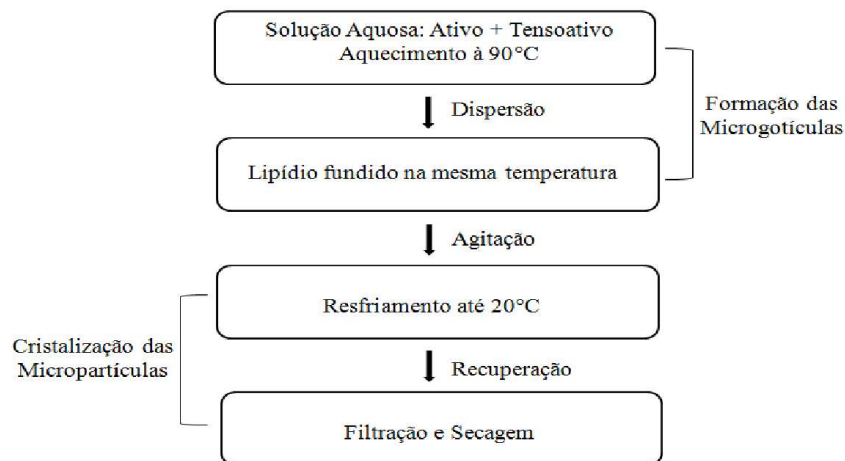 Solução Aquosa: Ativo + Tensoativo
Aquecimento à 90°C
Dispersão
Formação das
Microgotículas
Lipídio fundido na mesma temperatura
Agitação
Resfriamento até 20°C
Cristalização das
Micropartículas
Recuperação
Filtração e Secagem